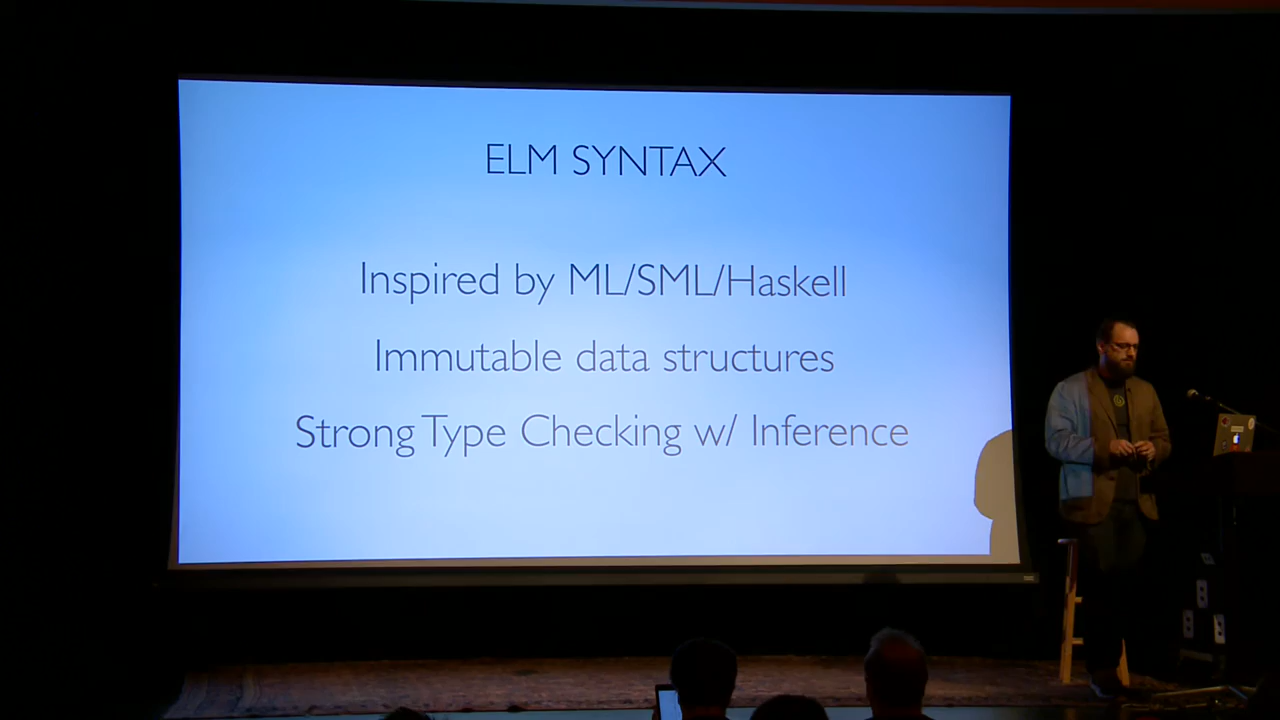 ELM SYNTAX
Inspired by ML/SML/Haskell
Immutable data structures
Strong Type Checking w/ Inference